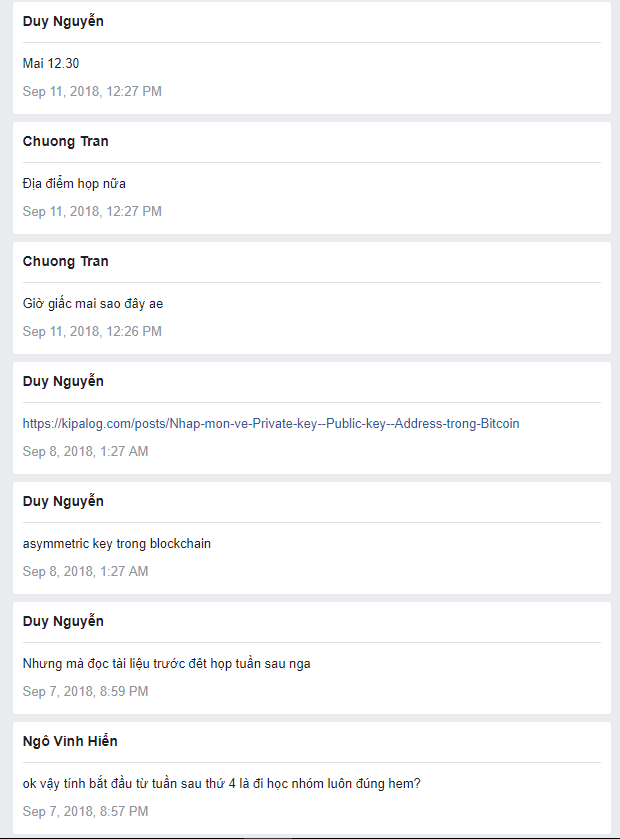 Duy Nguyễn
Mai 12.30
Sep 11, 2018, 12:27 PM
Chuong Tran
Địa điểm họp nữa
Sep 11, 2018, 12:27 PM
Chuong Tran
Giờ giấc mai sao đây ae
Sep 11, 2018, 12:26 PM
Duy Nguyễn
https://kipalog.com/posts/Nhap-mon-ve-Private-key--Public-key--Address-trong-Bitcoin
Sep 8, 2018, 1:27 AM
Duy Nguyễn
asymmetric key trong blockchain
Sep 8, 2018, 1:27 AM
Duy Nguyễn
Nhưng mà đọc tài liệu trước đêt họp tuần sau nga
Sep 7, 2018, 8:59 PM
Ngô Vinh Hiển
ok vậy tính bắt đầu từ tuần sau thứ 4 là đi học nhóm luôn đúng hem?
Sep 7, 2018, 8:57 PM